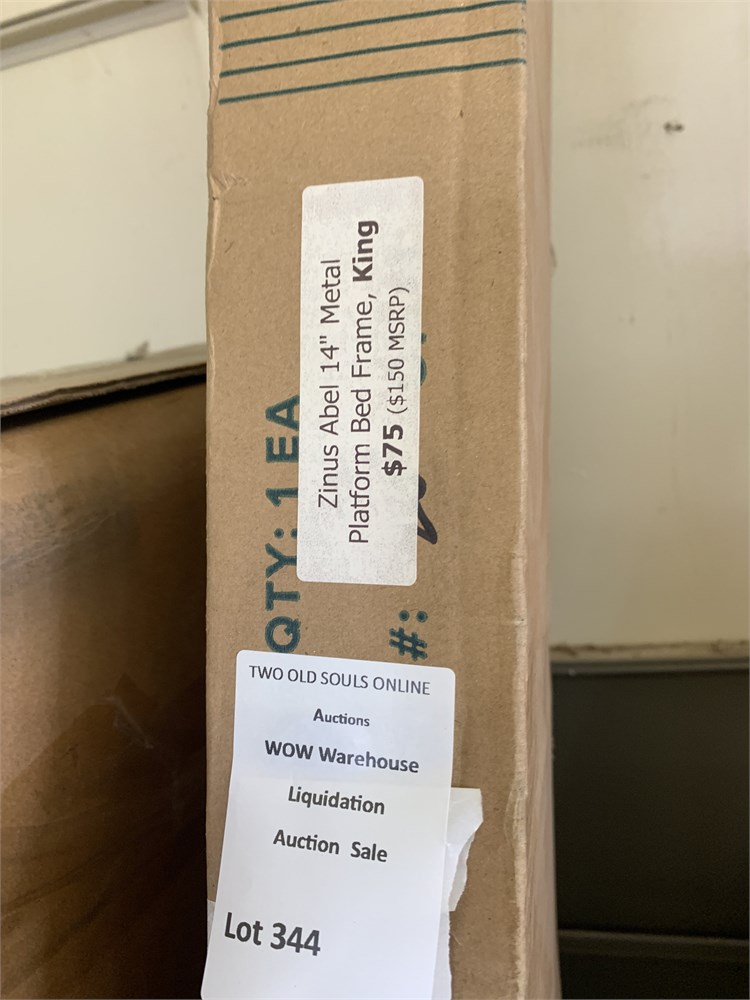 Zinus Abel 14" Metal
Platform Bed Frame, King
$75 ($150 MSRP)
QTY: 1 EA
#:
TWO OLD SOULS ONLINE
Auctions
WOW Warehouse
Liquidation
Auction Sale
Lot 344